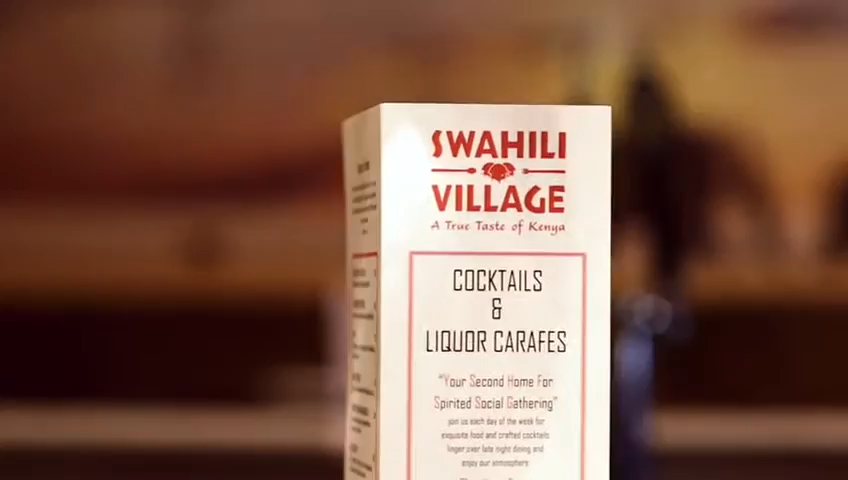 SWAHILI
VILLAGE
A True Taste of Kenya
COCKTAILS
&
LIQUOR CARAFES
"Your Second Home For
Spirited Social Gathering"
join us each day of the week for
exquisite food and crafted cocktails
linger over late night dining and
enjoy our atmosphere.